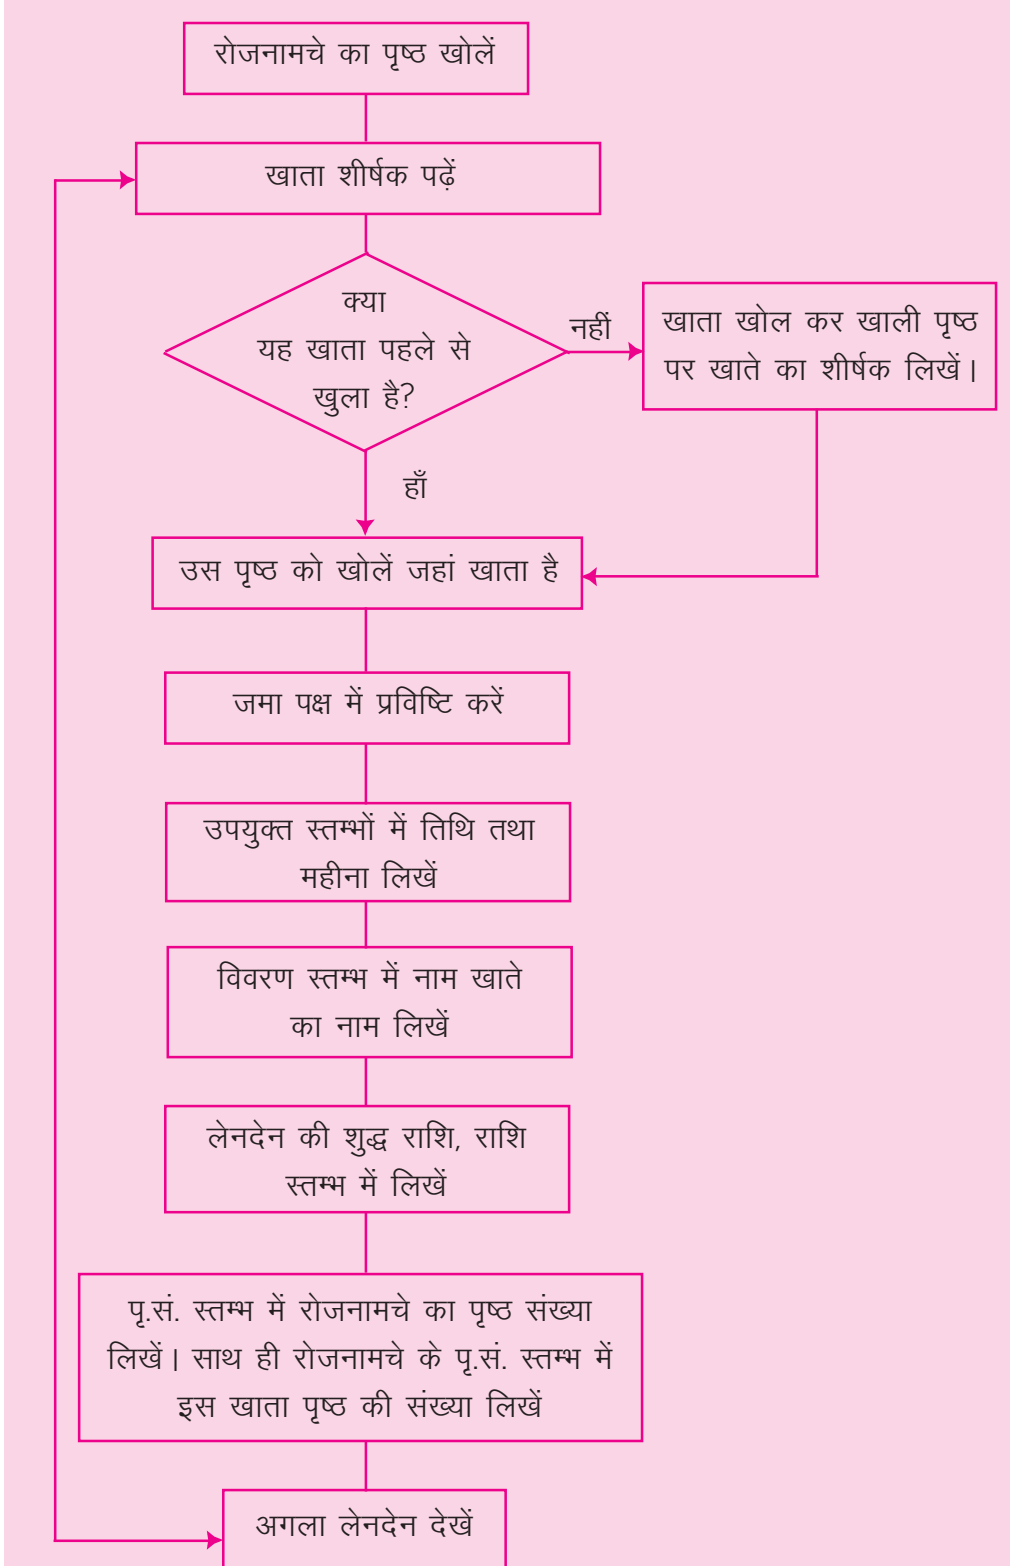 रोजनामचे का पृष्ठ खोलें
खाता शीर्षक पढ़ें
क्या
यह खाता पहले से
खुला है?
नहीं
खाता खोल कर खाली पृष्ठ
पर खाते का शीर्षक लिखें।
हाँ
उस पृष्ठ को खोलें जहां खाता है
जमा पक्ष में प्रविष्टि करें
उपयुक्त स्तम्भों में तिथि तथा
महीना लिखें
विवरण स्तम्भ में नाम खाते
का नाम लिखें
लेनदेन की शुद्ध राशि, राशि
स्तम्भ में लिखें
पृ.सं. स्तम्भ में रोजनामचे का पृष्ठ संख्या
लिखें। साथ ही रोजनामचे के पृ.सं. स्तम्भ में
इस खाता पृष्ठ की संख्या लिखें
अगला लेनदेन देखें